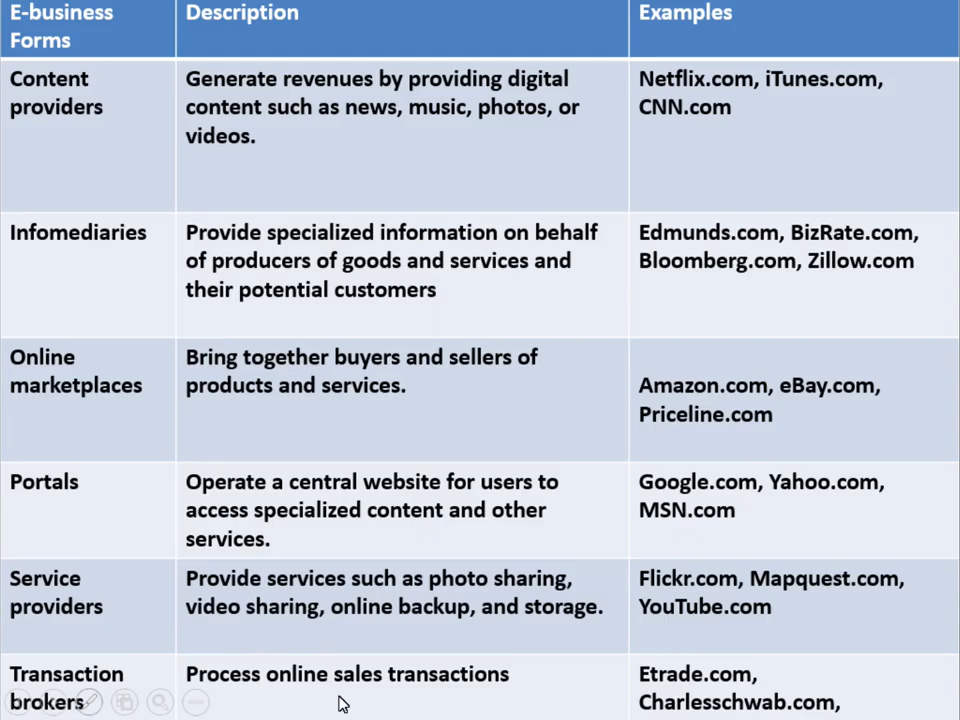 E-business
Forms
Description
Examples
Content
providers
Generate revenues by providing digital
content such as news, music, photos, or
videos.
Netflix.com, iTunes.com,
CNN.com
Infomediaries
Provide specialized information on behalf
of producers of goods and services and
their potential customers
Edmunds.com, BizRate.com,
Bloomberg.com, Zillow.com
Online
marketplaces
Bring together buyers and sellers of
products and services.
Amazon.com, eBay.com,
Priceline.com
Portals
Operate a central website for users to
access specialized content and other
services.
Google.com, Yahoo.com,
MSN.com
Service
providers
Provide services such as photo sharing,
video sharing, online backup, and storage.
Flickr.com, Mapquest.com,
YouTube.com
Transaction
brokers
Process online sales transactions
Etrade.com,
Charlesschwab.com,